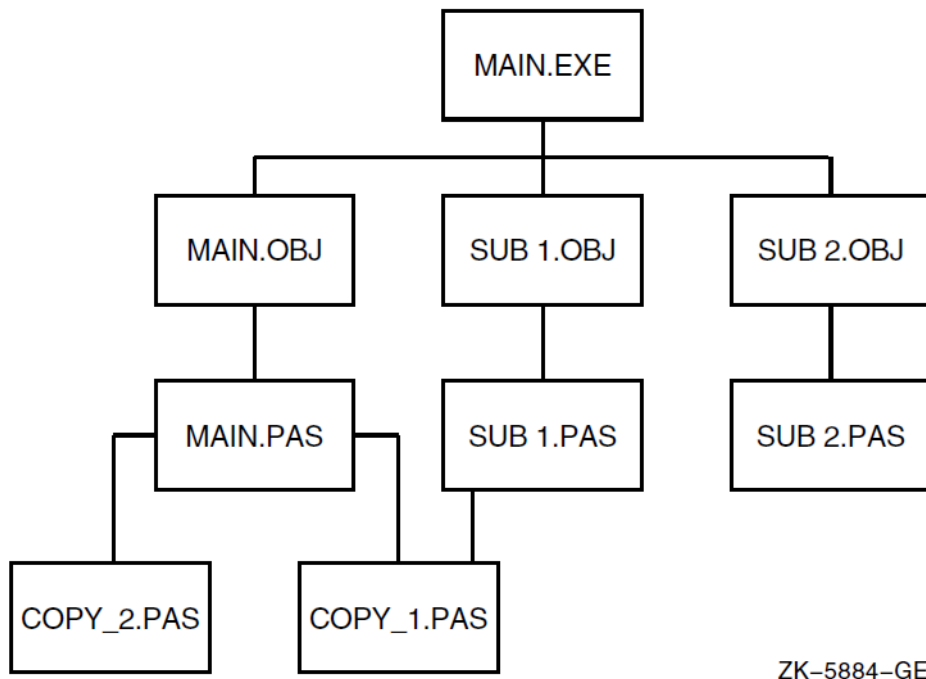 MAIN.EXE
MAIN.OBJ
SUB 1.OBJ
SUB 2.OBJ
MAIN.PAS
SUB 1.PAS
SUB 2.PAS
COPY_2.PAS
COPY_1.PAS
ZK–5884–GE